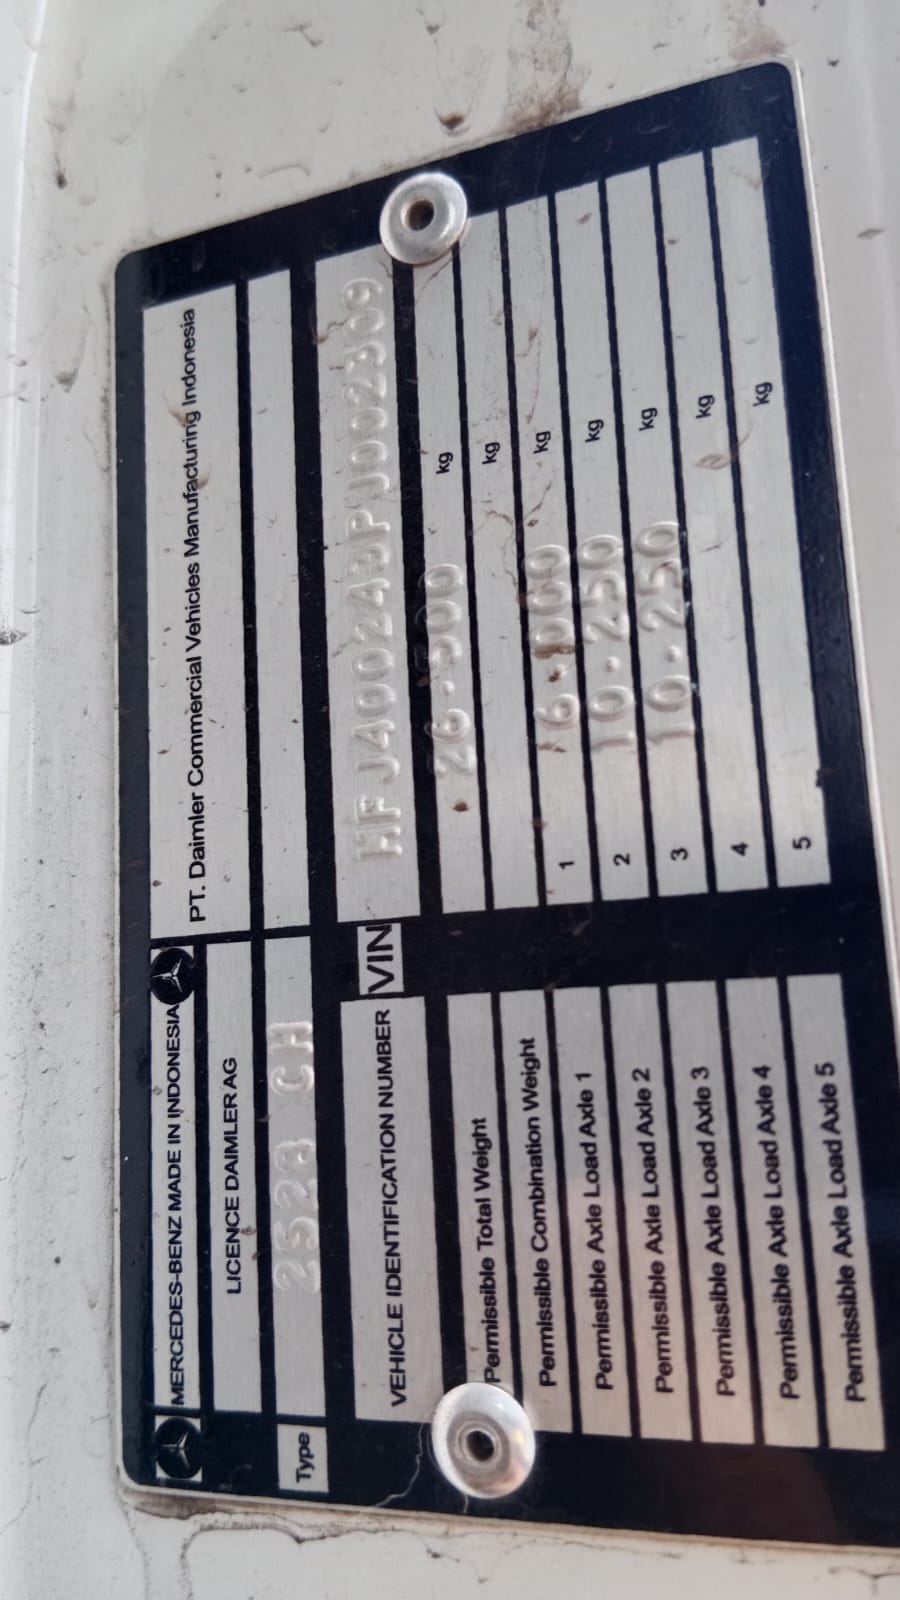 MERCEDES-BENZ MADE IN INDONESIA PT. Daimler Commercial Vehicles Manufacturing Indonesia
LICENCE DAIMLER AG
Type 2528 CH
VEHICLE IDENTIFICATION NUMBER VIN MFJ400243PJ002309
Permissible Total Weight 26.500 kg
Permissible Combination Weight kg
Permissible Axle Load Axle 1 1 6.000 kg
Permissible Axle Load Axle 2 2 10.250 kg
Permissible Axle Load Axle 3 3 10.250 kg
Permissible Axle Load Axle 4 4 kg
Permissible Axle Load Axle 5 5 kg